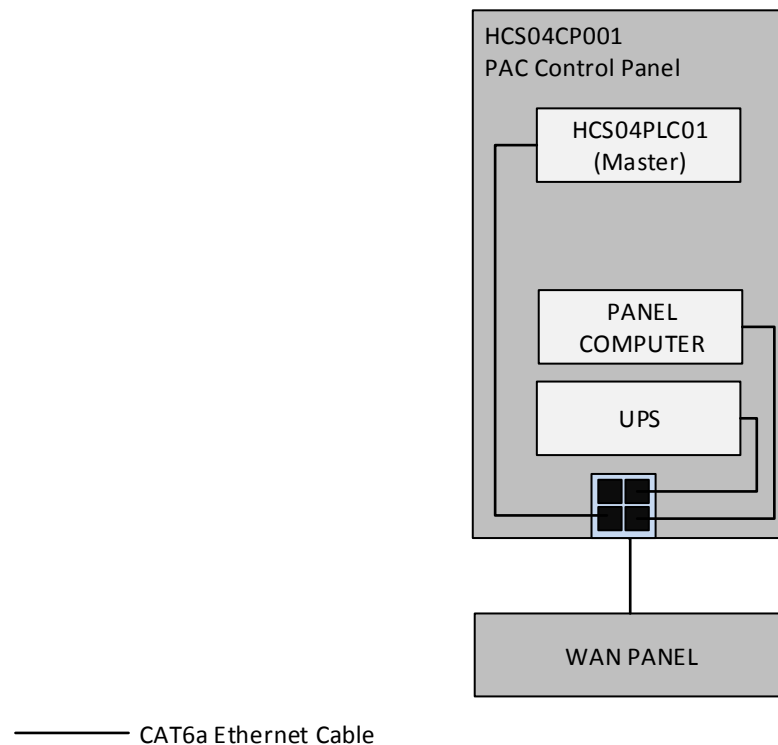 HCS04CP001
PAC Control Panel
HCS04PLC01
(Master)
PANEL
COMPUTER
UPS
WAN PANEL
CAT6a Ethernet Cable